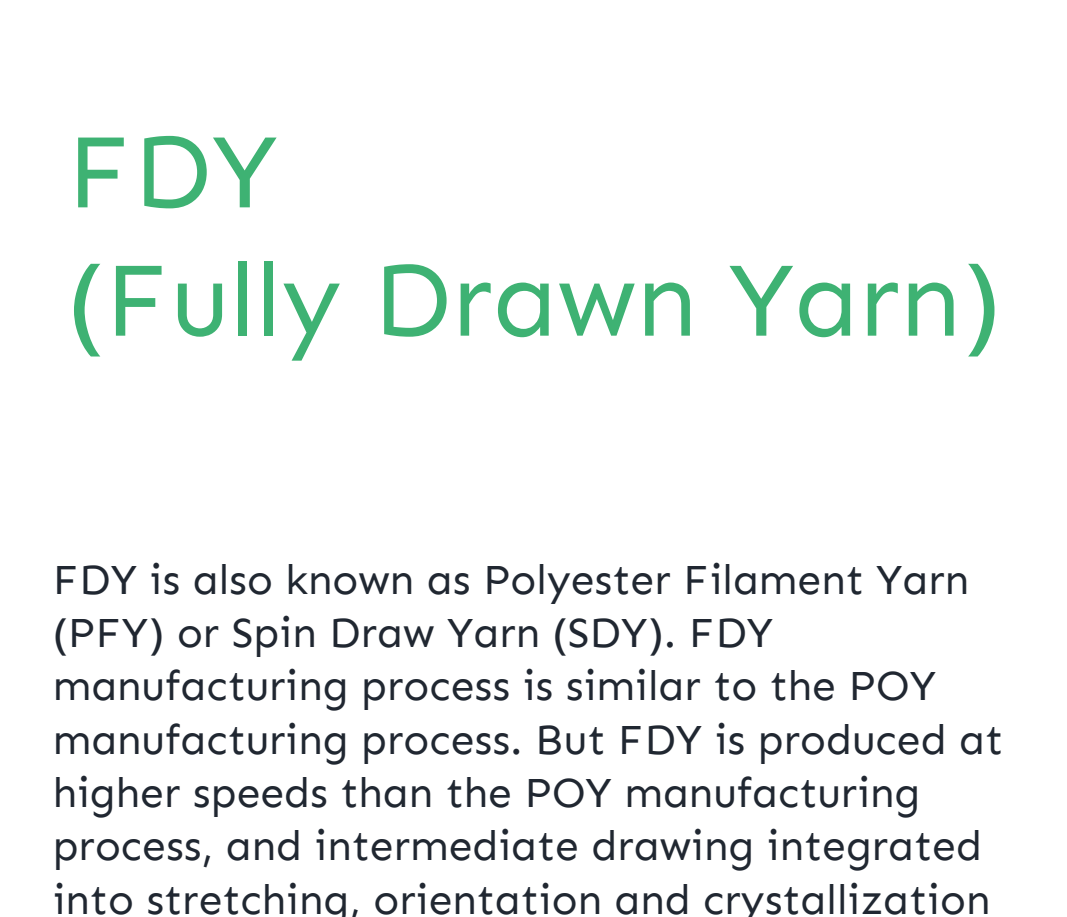 FDY
(Fully Drawn Yarn)
FDY is also known as Polyester Filament Yarn
(PFY) or Spin Draw Yarn (SDY). FDY
manufacturing process is similar to the POY
manufacturing process. But FDY is produced at
higher speeds than the POY manufacturing
process, and intermediate drawing integrated
into stretching, orientation and crystallization